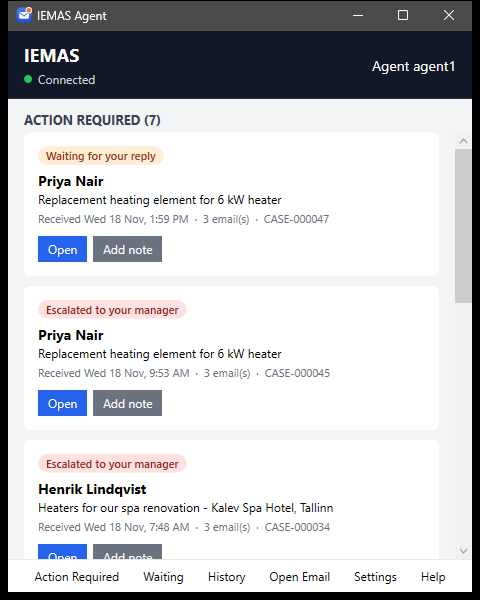 IEMAS Agent
IEMAS
Connected
Agent agent1
ACTION REQUIRED (7)
Waiting for your reply
Priya Nair
Replacement heating element for 6 kW heater
Received Wed 18 Nov, 1:59 PM · 3 email(s) · CASE-000047
Open Add note
Escalated to your manager
Priya Nair
Replacement heating element for 6 kW heater
Received Wed 18 Nov, 9:53 AM · 3 email(s) · CASE-000045
Open Add note
Escalated to your manager
Henrik Lindqvist
Heaters for our spa renovation - Kalev Spa Hotel, Tallinn
Received Wed 18 Nov, 7:48 AM · 3 email(s) · CASE-000034
Open Add note
Action Required Waiting History Open Email Settings Help